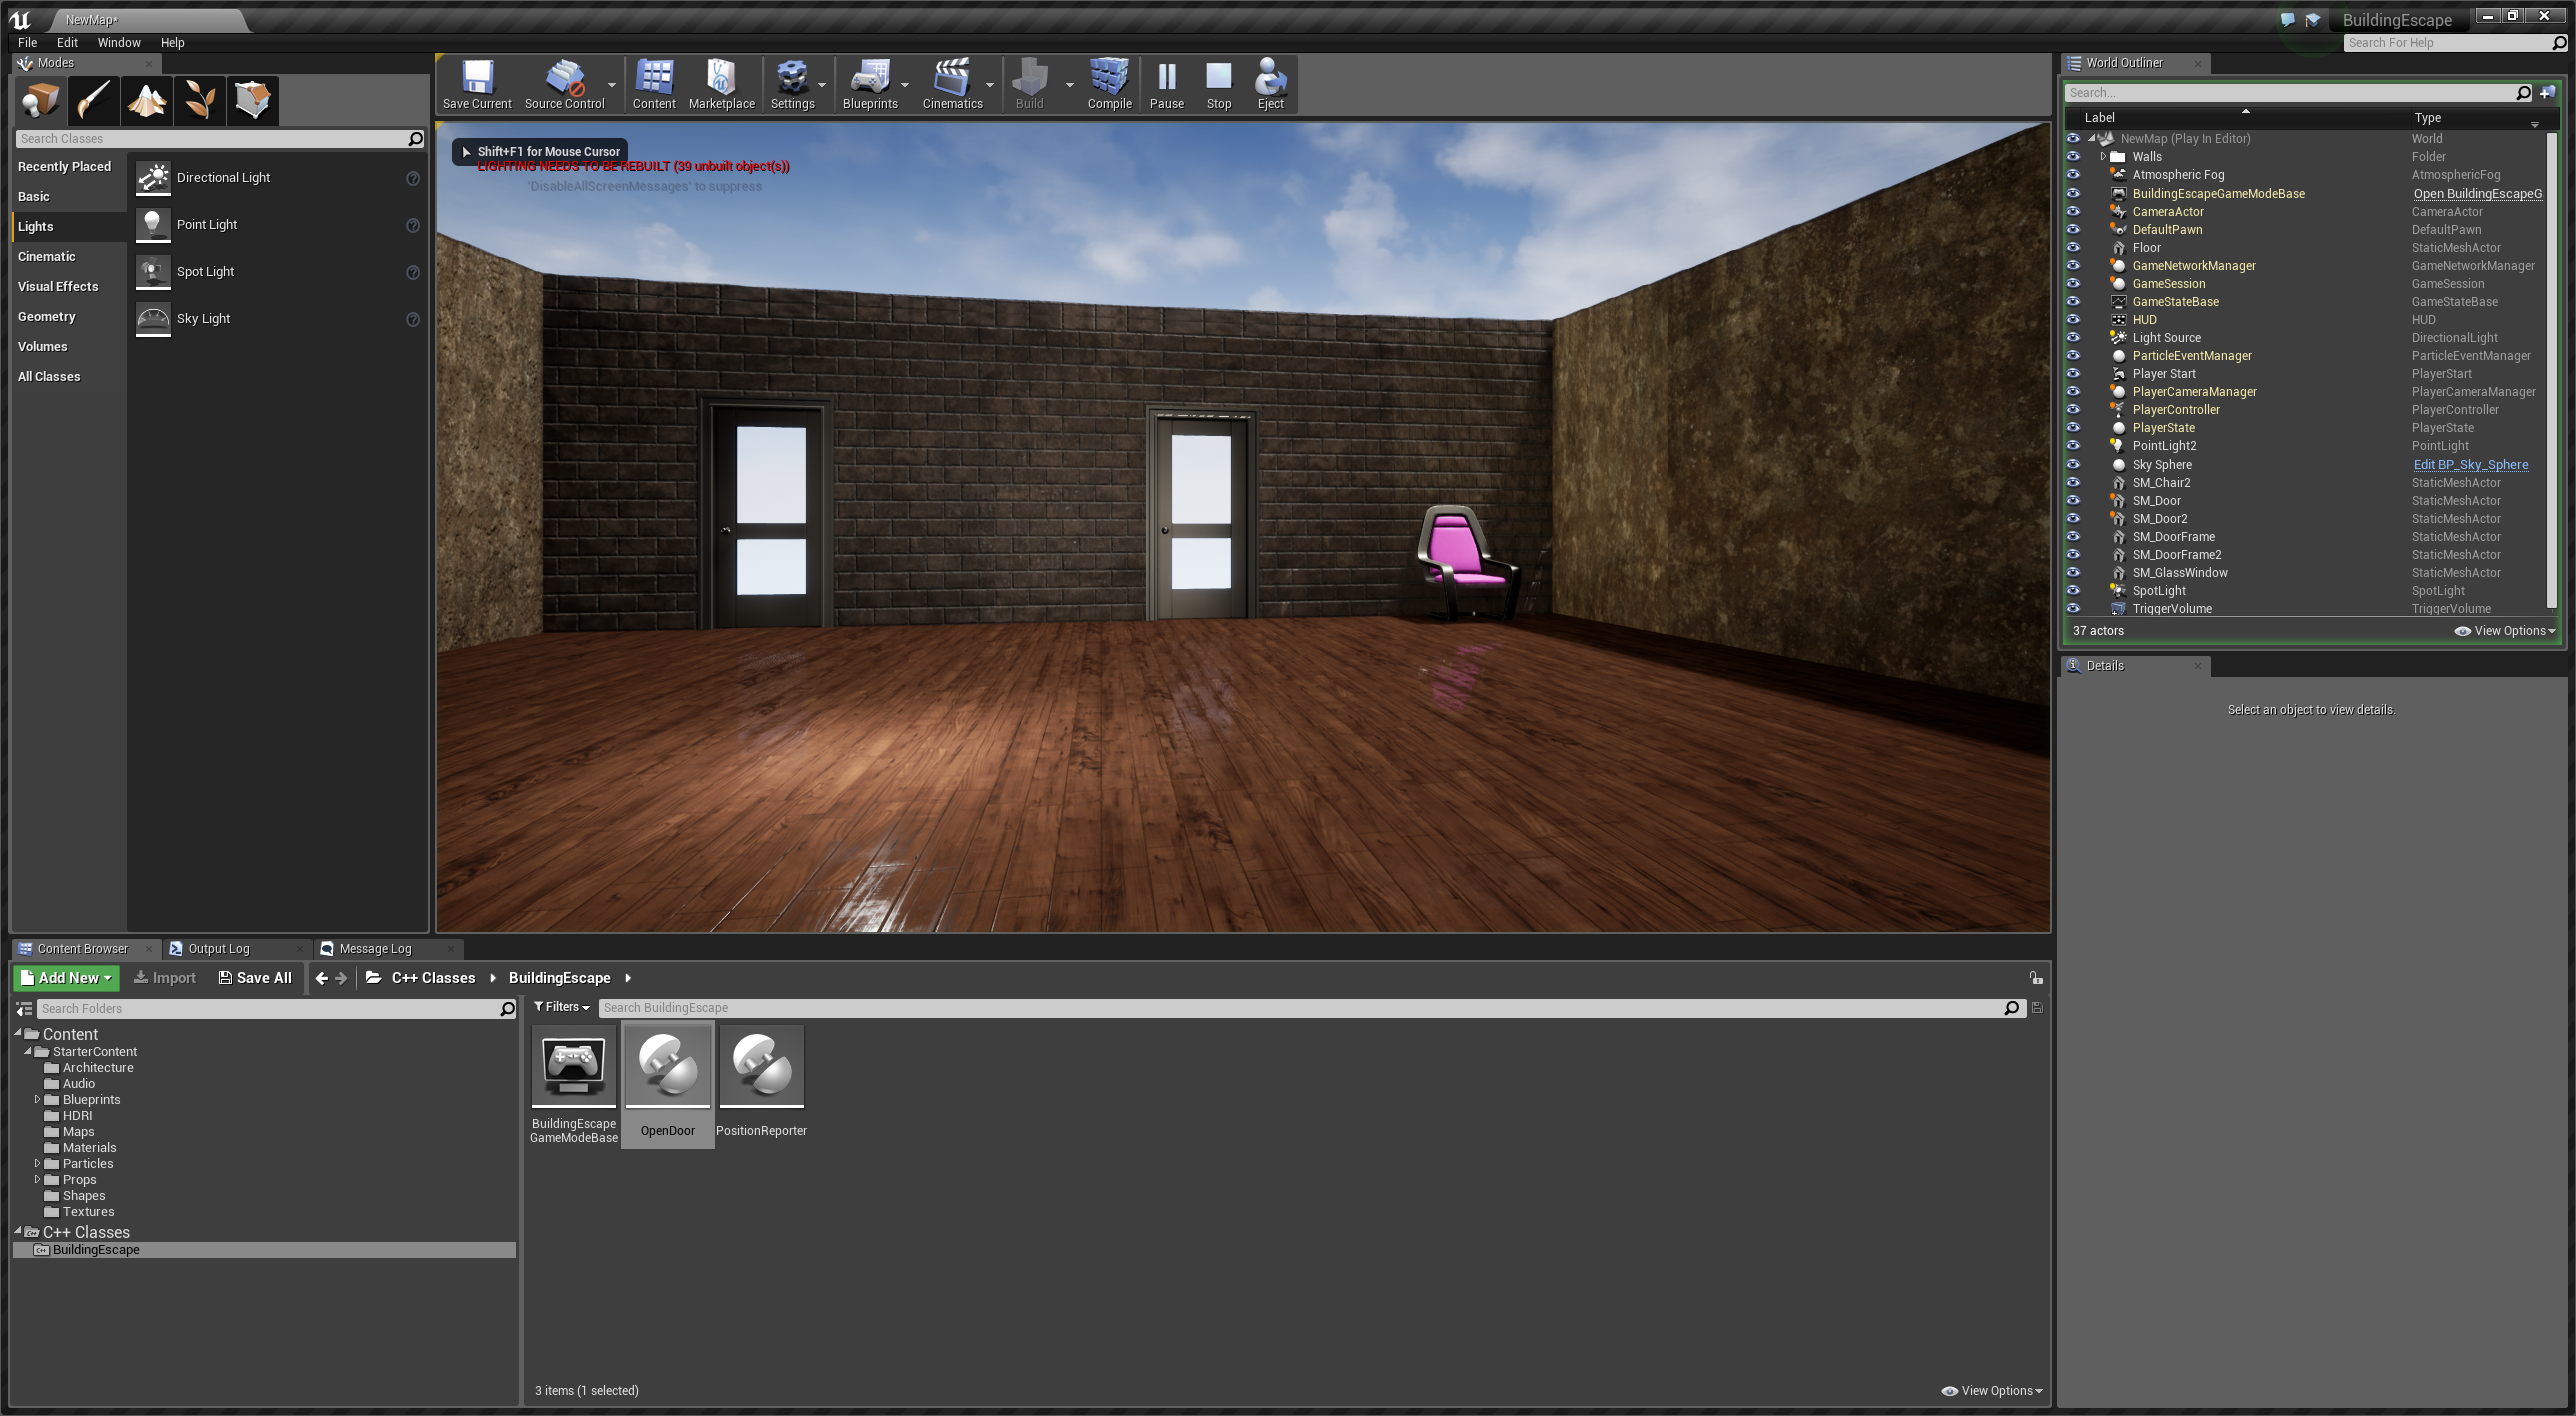 NewMap*
BuildingEscape
File Edit Window Help
Search For Help
Modes
Search Classes
Recently Placed
Basic
Lights
Cinematic
Visual Effects
Geometry
Volumes
All Classes
Directional Light
Point Light
Spot Light
Sky Light
Save Current Source Control Content Marketplace Settings Blueprints Cinematics Build Compile Pause Stop Eject
Shift+F1 for Mouse Cursor
LIGHTING NEEDS TO BE REBUILT (39 unbuilt object(s))
'DisableAllScreenMessages' to suppress
World Outliner
Search...
Label Type
NewMap (Play In Editor) World
Walls Folder
Atmospheric Fog AtmosphericFog
BuildingEscapeGameModeBase Open BuildingEscapeG
CameraActor CameraActor
DefaultPawn DefaultPawn
Floor StaticMeshActor
GameNetworkManager GameNetworkManager
GameSession GameSession
GameStateBase GameStateBase
HUD HUD
Light Source DirectionalLight
ParticleEventManager ParticleEventManager
Player Start PlayerStart
PlayerCameraManager PlayerCameraManager
PlayerController PlayerController
PlayerState PlayerState
PointLight2 PointLight
Sky Sphere Edit BP_Sky_Sphere
SM_Chair2 StaticMeshActor
SM_Door StaticMeshActor
SM_Door2 StaticMeshActor
SM_DoorFrame StaticMeshActor
SM_DoorFrame2 StaticMeshActor
SM_GlassWindow StaticMeshActor
SpotLight SpotLight
TriggerVolume TriggerVolume
37 actors View Options
Details
Select an object to view details.
Content Browser Output Log Message Log
Add New Import Save All C++ Classes BuildingEscape
Search Folders
Content
StarterContent
Architecture
Audio
Blueprints
HDRI
Maps
Materials
Particles
Props
Shapes
Textures
C++ Classes
BuildingEscape
Filters Search BuildingEscape
BuildingEscape
GameModeBase
OpenDoor
PositionReporter
3 items (1 selected) View Options